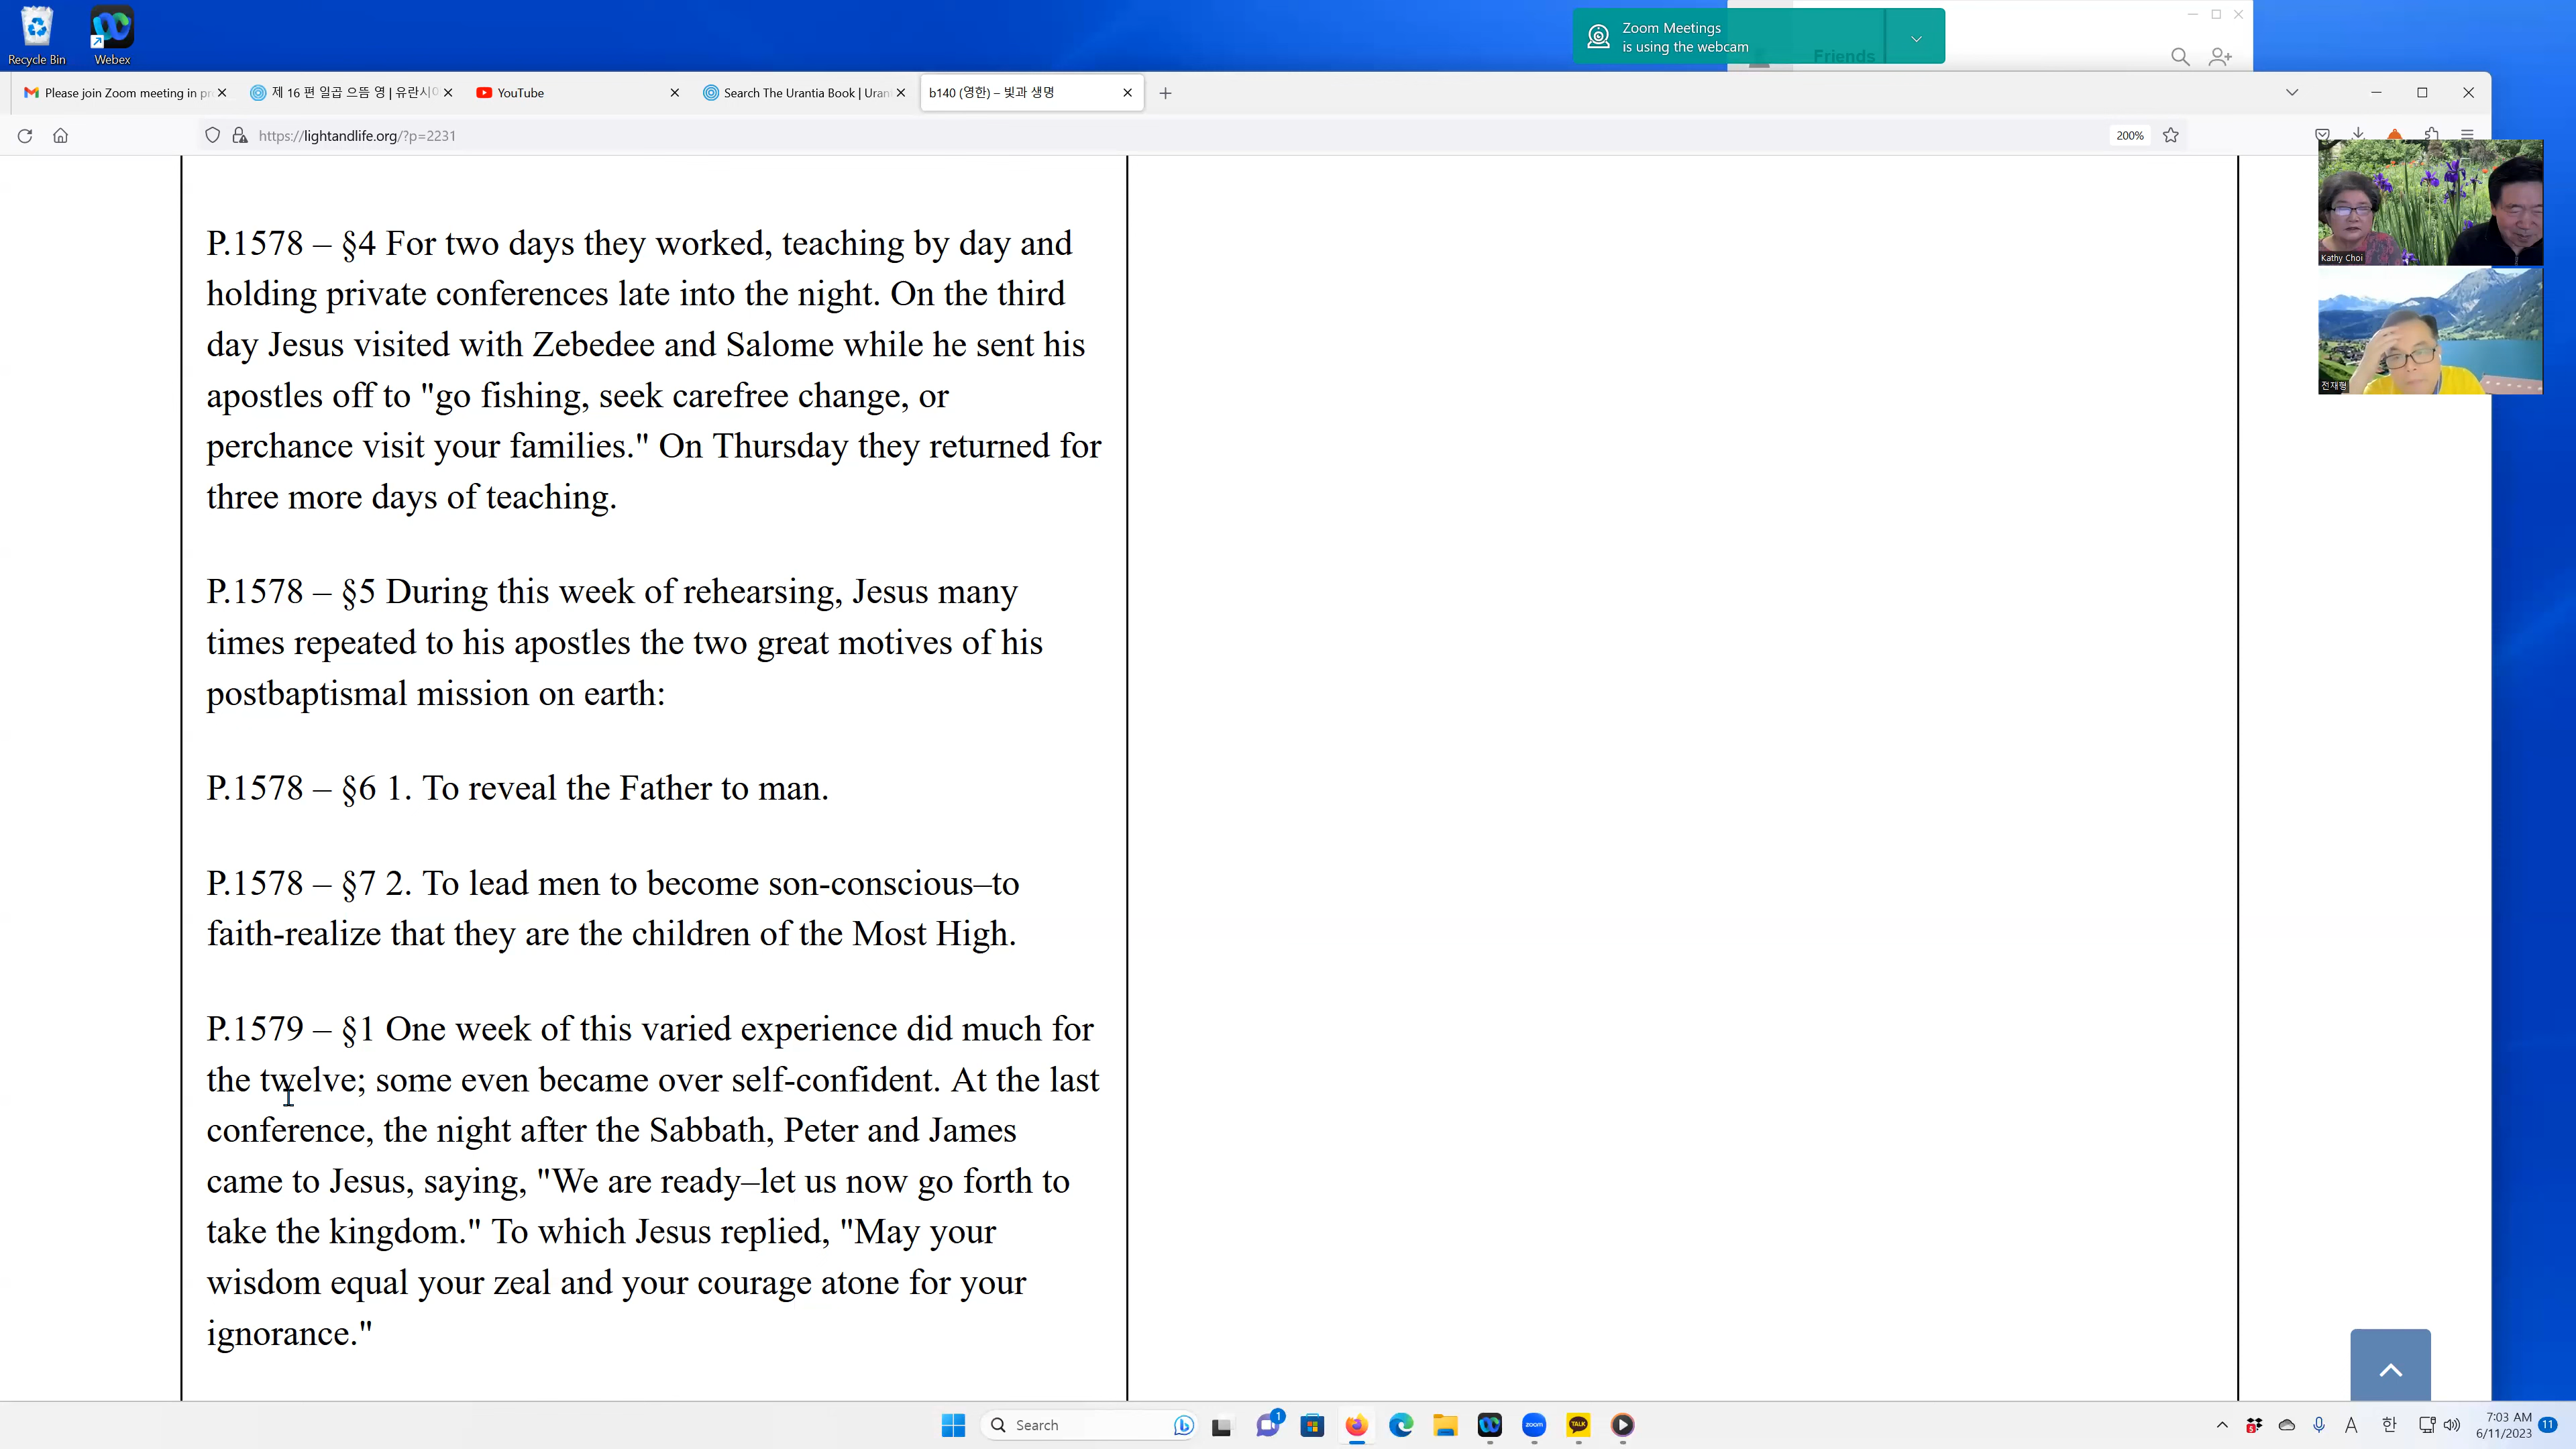 Recycle Bin
Webex
Zoom Meetings
is using the webcam
Friends
Please join Zoom meeting in pr
제 16 편 일곱 으뜸 영 | 유란시아
YouTube
Search The Urantia Book | Uran
b140 (영한) – 빛과 생명
https://lightandlife.org/?p=2231
200%
P.1578 – §4 For two days they worked, teaching by day and
holding private conferences late into the night. On the third
day Jesus visited with Zebedee and Salome while he sent his
apostles off to "go fishing, seek carefree change, or
perchance visit your families." On Thursday they returned for
three more days of teaching.
P.1578 – §5 During this week of rehearsing, Jesus many
times repeated to his apostles the two great motives of his
postbaptismal mission on earth:
P.1578 – §6 1. To reveal the Father to man.
P.1578 – §7 2. To lead men to become son-conscious–to
faith-realize that they are the children of the Most High.
P.1579 – §1 One week of this varied experience did much for
the twelve; some even became over self-confident. At the last
conference, the night after the Sabbath, Peter and James
came to Jesus, saying, "We are ready–let us now go forth to
take the kingdom." To which Jesus replied, "May your
wisdom equal your zeal and your courage atone for your
ignorance."
Kathy Choi
전재형
Search
1
zoom
TALK
5
A
한
7:03 AM
6/11/2023
11